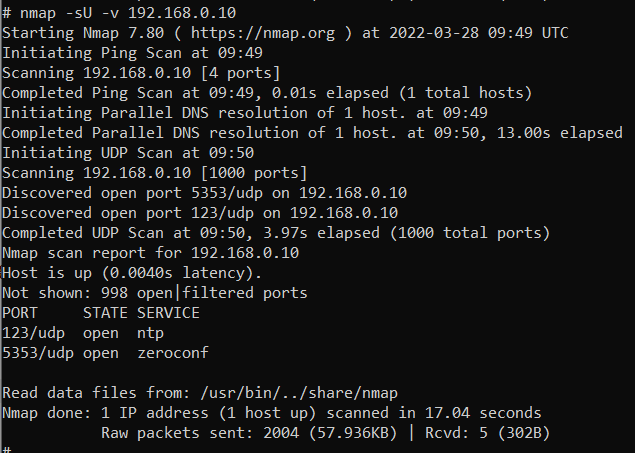 # nmap -sU -v 192.168.0.10
Starting Nmap 7.80 ( https://nmap.org ) at 2022-03-28 09:49 UTC
Initiating Ping Scan at 09:49
Scanning 192.168.0.10 [4 ports]
Completed Ping Scan at 09:49, 0.01s elapsed (1 total hosts)
Initiating Parallel DNS resolution of 1 host. at 09:49
Completed Parallel DNS resolution of 1 host. at 09:50, 13.00s elapsed
Initiating UDP Scan at 09:50
Scanning 192.168.0.10 [1000 ports]
Discovered open port 5353/udp on 192.168.0.10
Discovered open port 123/udp on 192.168.0.10
Completed UDP Scan at 09:50, 3.97s elapsed (1000 total ports)
Nmap scan report for 192.168.0.10
Host is up (0.0040s latency).
Not shown: 998 open|filtered ports
PORT     STATE SERVICE
123/udp  open  ntp
5353/udp open  zeroconf

Read data files from: /usr/bin/../share/nmap
Nmap done: 1 IP address (1 host up) scanned in 17.04 seconds
           Raw packets sent: 2004 (57.936KB) | Rcvd: 5 (302B)
#